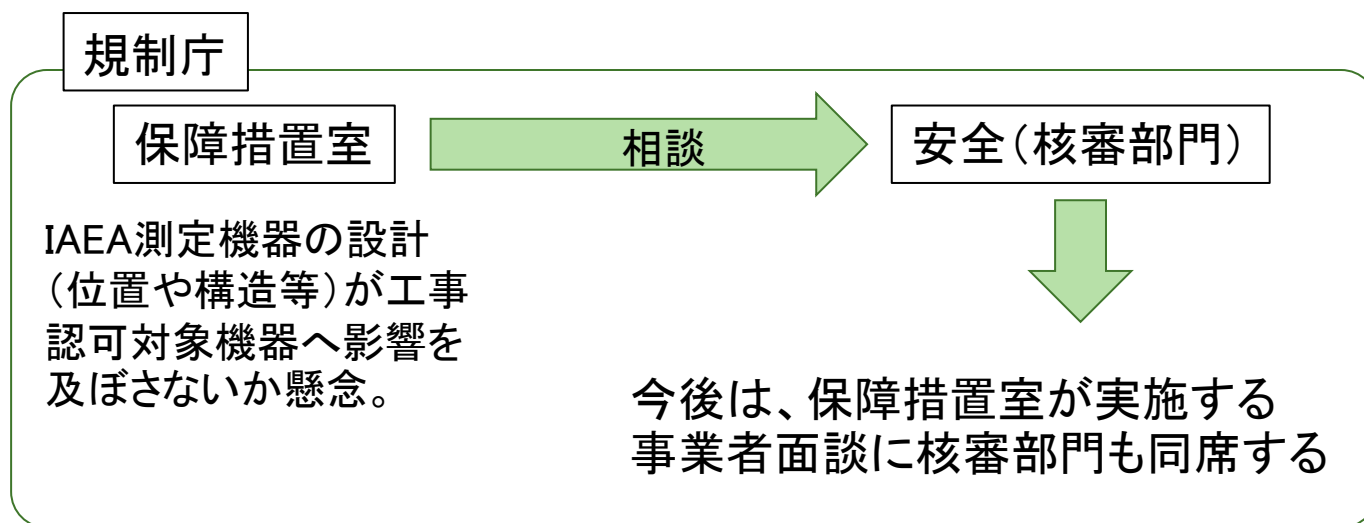 規制庁
保障措置室
相談
安全(核審部門)
IAEA測定機器の設計
(位置や構造等)が工事
認可対象機器へ影響を
及ぼさないか懸念。
今後は、保障措置室が実施する
事業者面談に核審部門も同席する